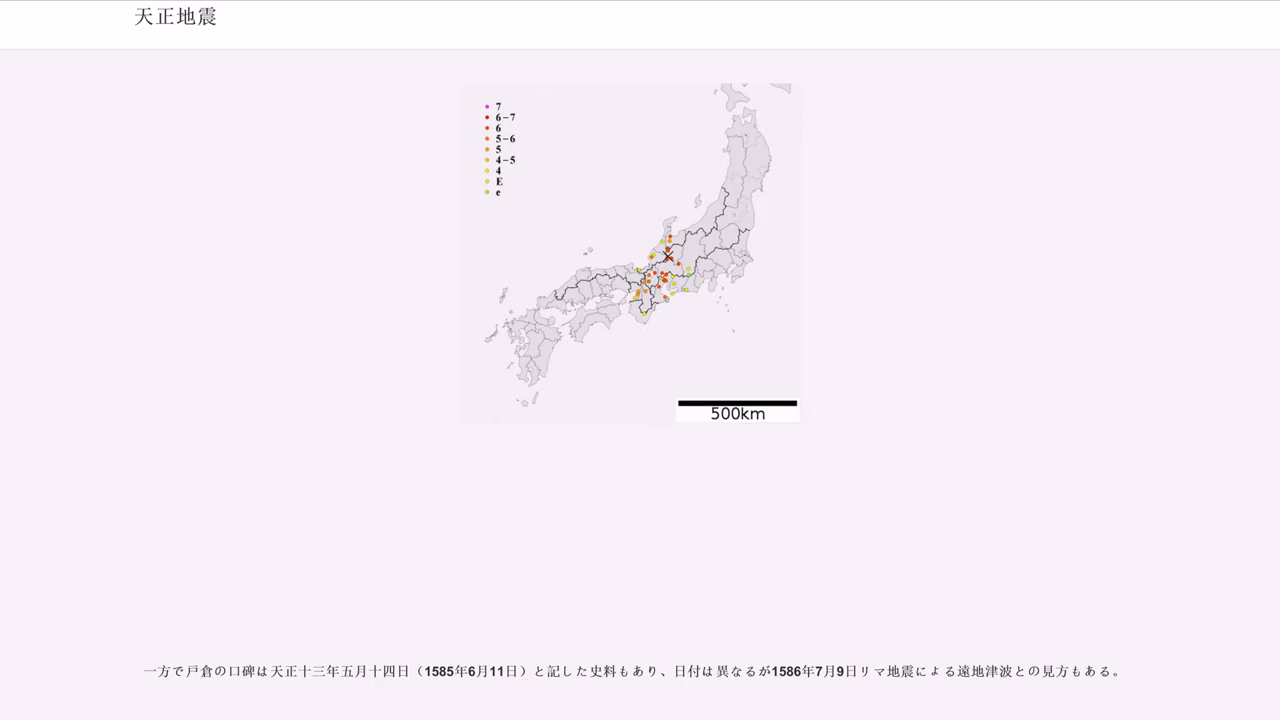 天正地震
7
6−7
6
5−6
5
4−5
4
E
e
500km
一方で戸倉の口碑は天正十三年五月十四日（1585年6月11日）と記した史料もあり、日付は異なるが1586年7月9日リマ地震による遠地津波との見方もある。